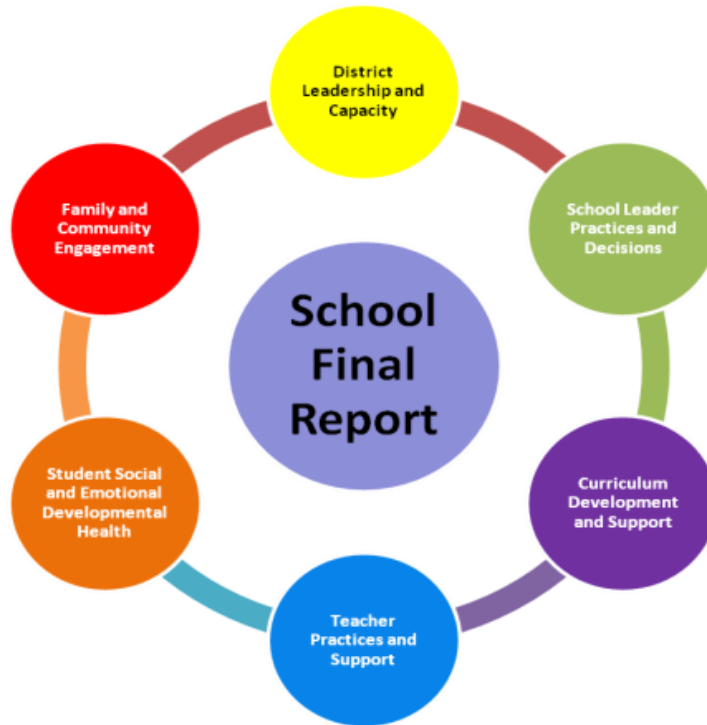 District
Leadership and
Capacity
Family and
Community
Engagement
School Leader
Practices and
Decisions
School
Final
Report
Student Social
and Emotional
Developmental
Health
Curriculum
Development
and Support
Teacher
Practices and
Support